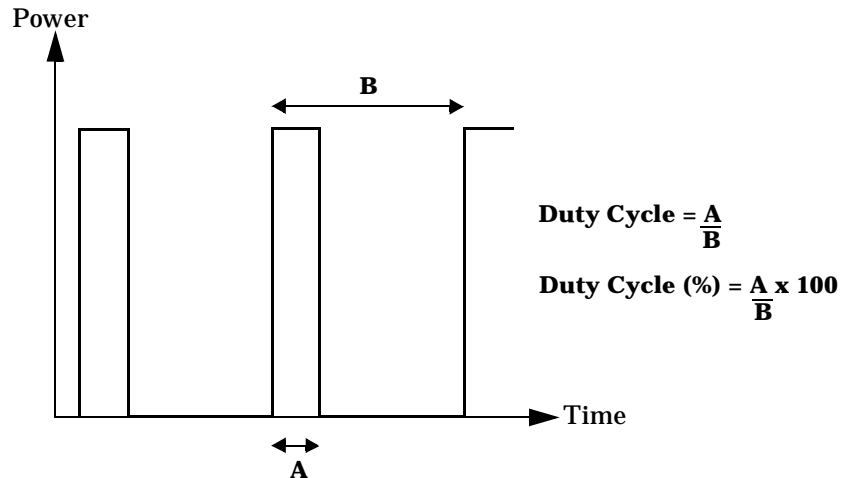 Power
B
Duty Cycle = A
B
Duty Cycle (%) = A x 100
B
Time
A